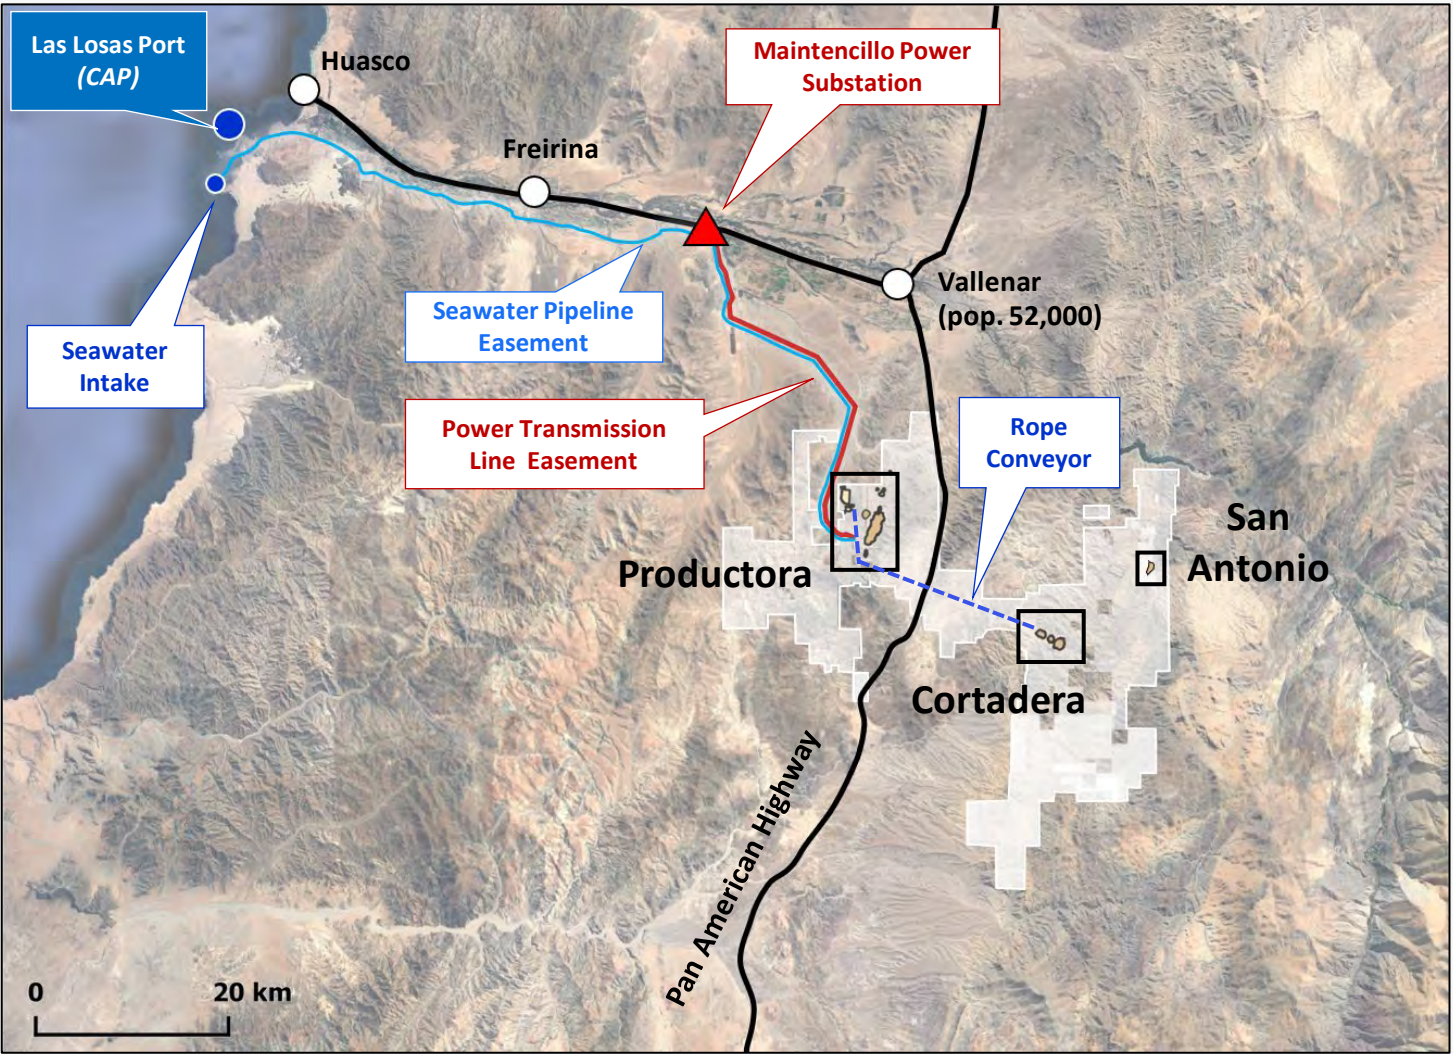 Las Losas Port
(CAP)
Huasco
Maintencillo Power
Substation
Freirina
Vallenar
(pop. 52,000)
Seawater Pipeline
Easement
Seawater
Intake
Power Transmission
Line Easement
Rope
Conveyor
San
Antonio
Productora
Cortadera
Pan American Highway
0 20 km